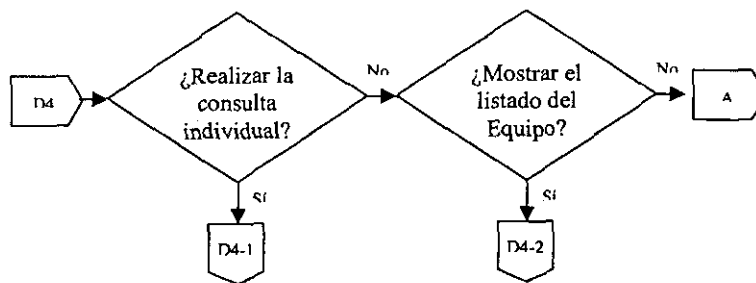 D4
¿Realizar la
consulta
individual?
No
¿Mostrar el
listado del
Equipo?
No
A
Sí
D4-1
Sí
D4-2